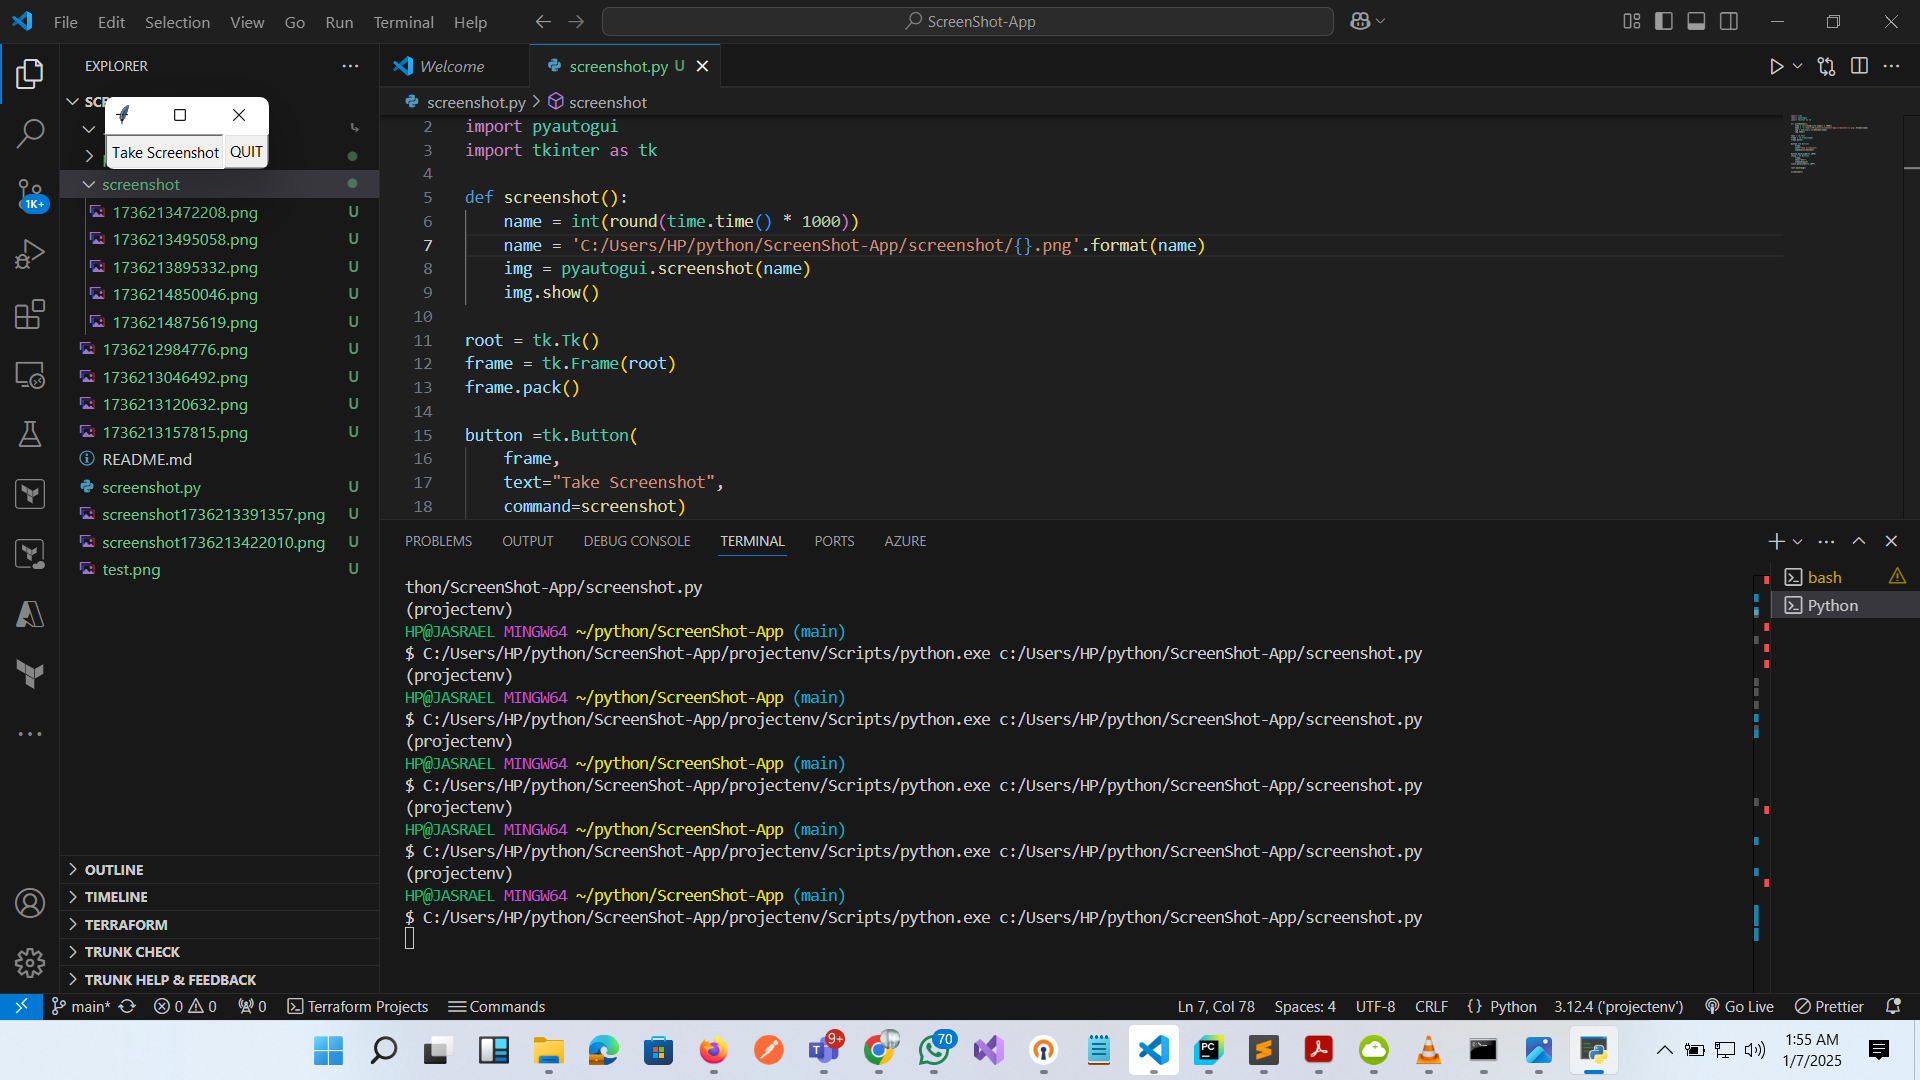 File Edit Selection View Go Run Terminal Help
ScreenShot-App
EXPLORER
Take Screenshot QUIT
screenshot
1736213472208.png U
1736213495058.png U
1736213895332.png U
1736214850046.png U
1736214875619.png U
1736212984776.png U
1736213046492.png U
1736213120632.png U
1736213157815.png U
README.md
screenshot.py U
screenshot1736213391357.png U
screenshot1736213422010.png U
test.png U
OUTLINE
TIMELINE
TERRAFORM
TRUNK CHECK
TRUNK HELP & FEEDBACK
1K+
Welcome
screenshot.py U
screenshot.py > screenshot
2 import pyautogui
3 import tkinter as tk
4
5 def screenshot():
6 name = int(round(time.time() * 1000))
7 name = 'C:/Users/HP/python/ScreenShot-App/screenshot/{}.png'.format(name)
8 img = pyautogui.screenshot(name)
9 img.show()
10
11 root = tk.Tk()
12 frame = tk.Frame(root)
13 frame.pack()
14
15 button =tk.Button(
16 frame,
17 text="Take Screenshot",
18 command=screenshot)
PROBLEMS OUTPUT DEBUG CONSOLE TERMINAL PORTS AZURE
thon/ScreenShot-App/screenshot.py
(projectenv)
HP@JASRAEL MINGW64 ~/python/ScreenShot-App (main)
$ C:/Users/HP/python/ScreenShot-App/projectenv/Scripts/python.exe c:/Users/HP/python/ScreenShot-App/screenshot.py
(projectenv)
HP@JASRAEL MINGW64 ~/python/ScreenShot-App (main)
$ C:/Users/HP/python/ScreenShot-App/projectenv/Scripts/python.exe c:/Users/HP/python/ScreenShot-App/screenshot.py
(projectenv)
HP@JASRAEL MINGW64 ~/python/ScreenShot-App (main)
$ C:/Users/HP/python/ScreenShot-App/projectenv/Scripts/python.exe c:/Users/HP/python/ScreenShot-App/screenshot.py
(projectenv)
HP@JASRAEL MINGW64 ~/python/ScreenShot-App (main)
$ C:/Users/HP/python/ScreenShot-App/projectenv/Scripts/python.exe c:/Users/HP/python/ScreenShot-App/screenshot.py
(projectenv)
HP@JASRAEL MINGW64 ~/python/ScreenShot-App (main)
$ C:/Users/HP/python/ScreenShot-App/projectenv/Scripts/python.exe c:/Users/HP/python/ScreenShot-App/screenshot.py
bash
Python
main* 0 0 0 Terraform Projects Commands
Ln 7, Col 78 Spaces: 4 UTF-8 CRLF {} Python 3.12.4 ('projectenv') Go Live Prettier
9+ 70 PC
1:55 AM
1/7/2025